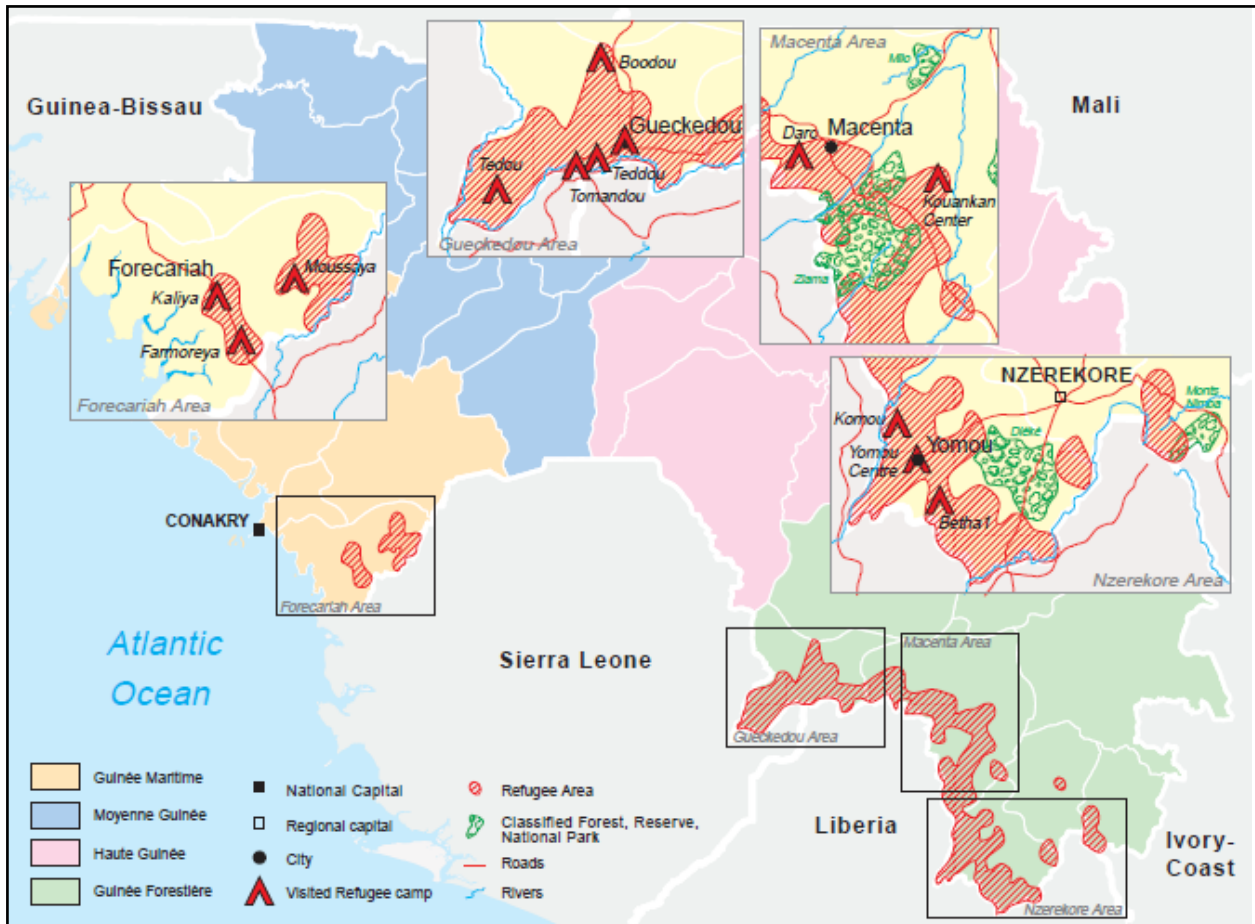 Guinea-Bissau
Mali
Boodou
Gueckedou
Tedou
Teddou
Tomandou
Gueckedou Area
Macenta Area
Milo
Daro
Macenta
Kouankan
Center
Ziama
Forecariah
Kaliya
Moussaya
Farmoreya
Forecariah Area
NZEREKORE
Monts
Nimba
Komou
Diéké
Yomou
Yomou
Centre
Betha1
Nzerekore Area
CONAKRY
Forecariah Area
Atlantic
Ocean
Sierra Leone
Macenta Area
Gueckedou Area
Liberia
Ivory-
Coast
Nzerekore Area
Guinée Maritime
Moyenne Guinée
Haute Guinée
Guinée Forestière
National Capital
Regional capital
City
Visited Refugee camp
Refugee Area
Classified Forest, Reserve,
National Park
Roads
Rivers